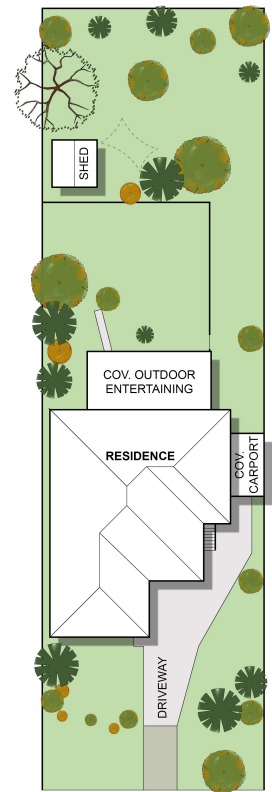 SHED
COV. OUTDOOR
ENTERTAINING
RESIDENCE
COV.
CARPORT
DRIVEWAY